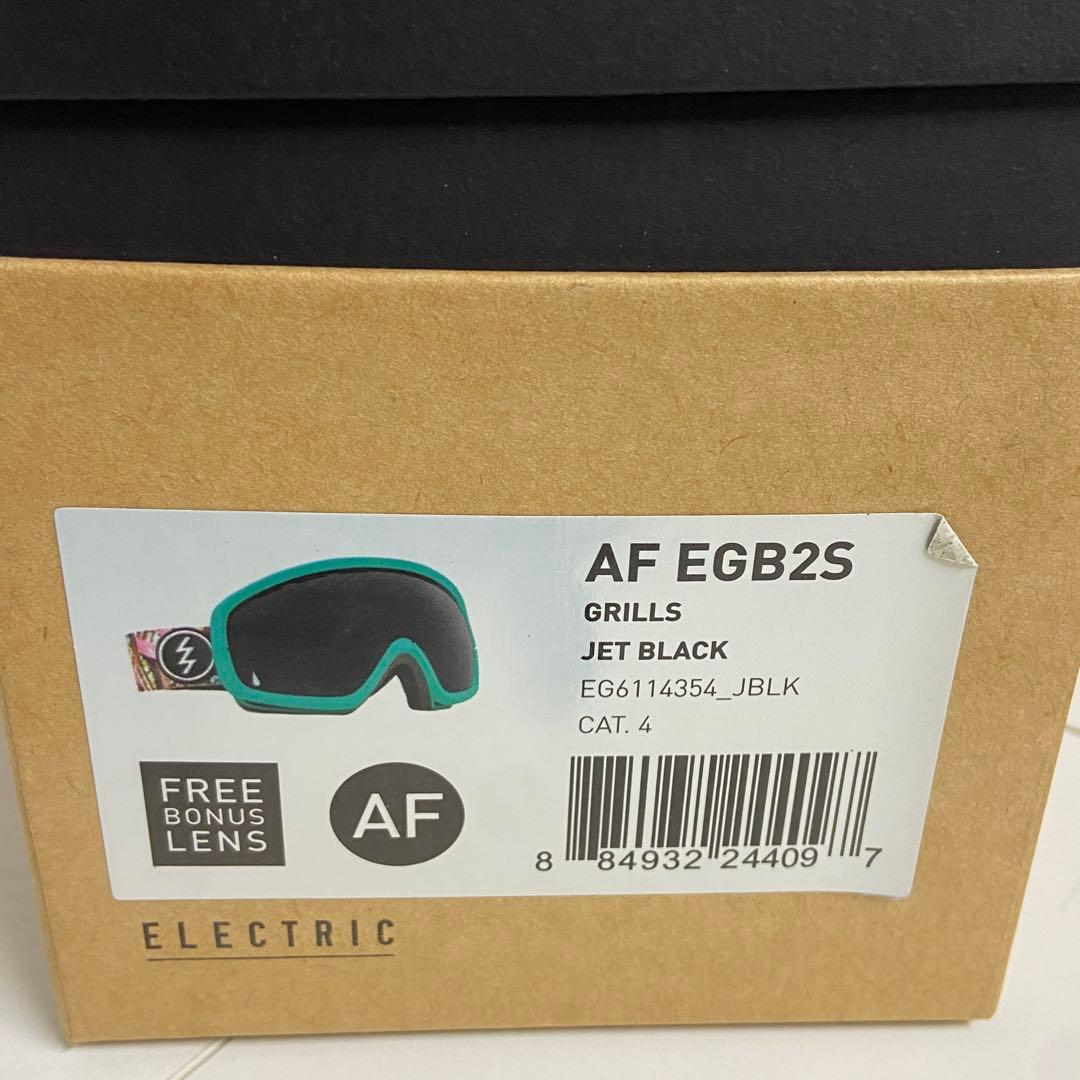 AF EGB2S
GRILLS
JET BLACK
EG6114354_JBLK
CAT. 4
FREE
BONUS
LENS
AF
8 84932 24409 7
ELECTRIC